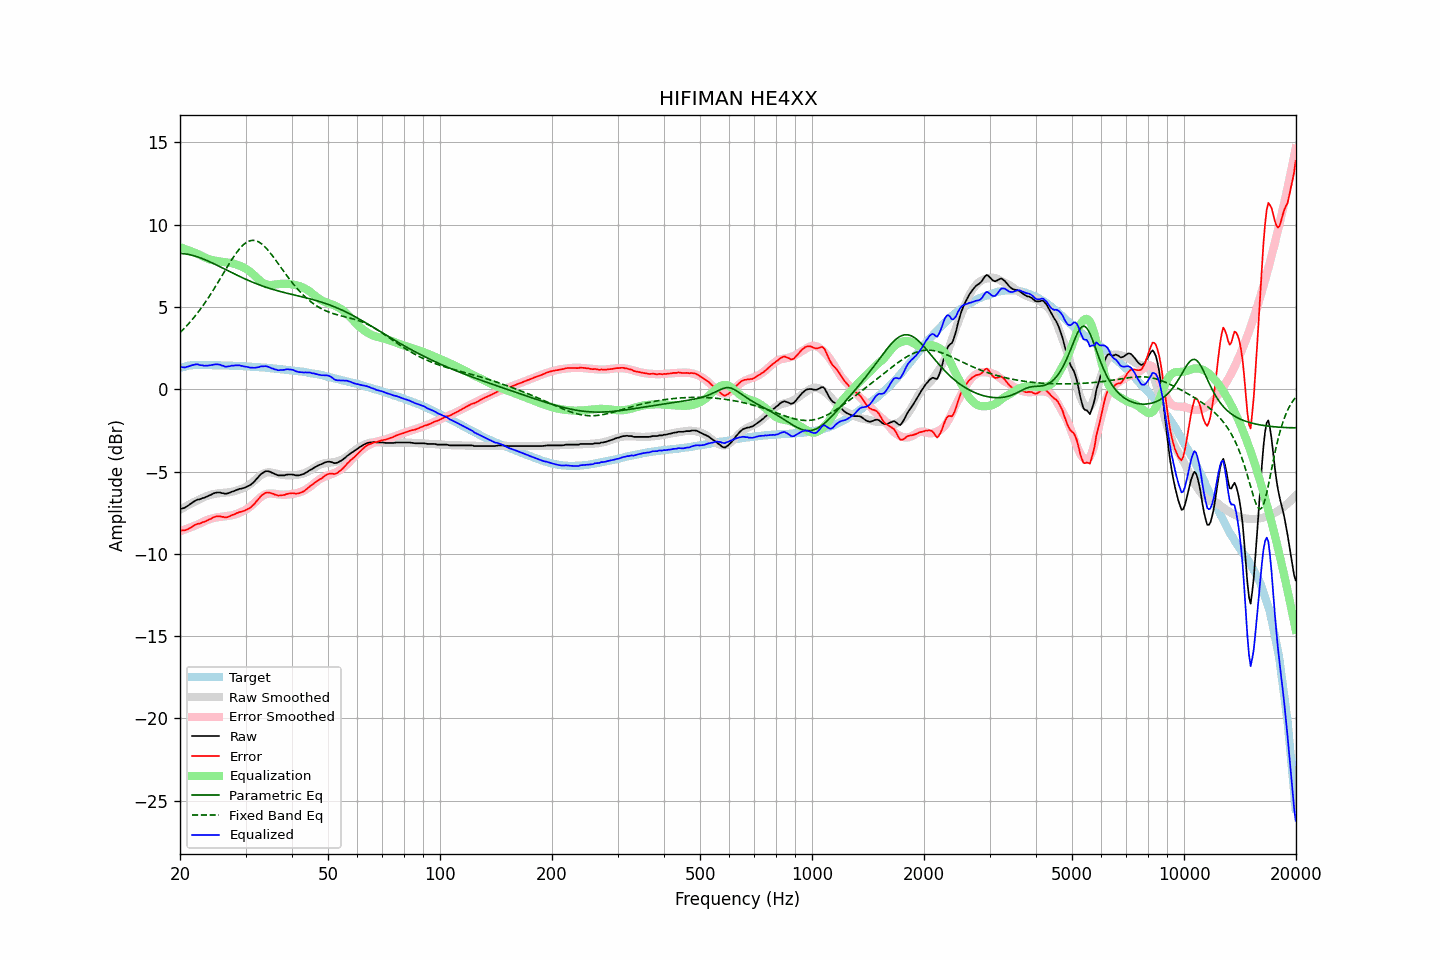 HIFIMAN HE4XX
Amplitude (dBr)
15
10
5
0
−5
−10
−15
−20
−25
Target
Raw Smoothed
Error Smoothed
Raw
Error
Equalization
Parametric Eq
Fixed Band Eq
Equalized
20 50 100 200 500 1000 2000 5000 10000 20000
Frequency (Hz)